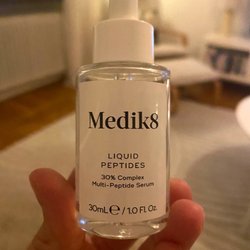 Medik8
LIQUID
PEPTIDES
30% Complex
Multi-Peptide Serum
30mL ℮ / 1.0 Fl. Oz.